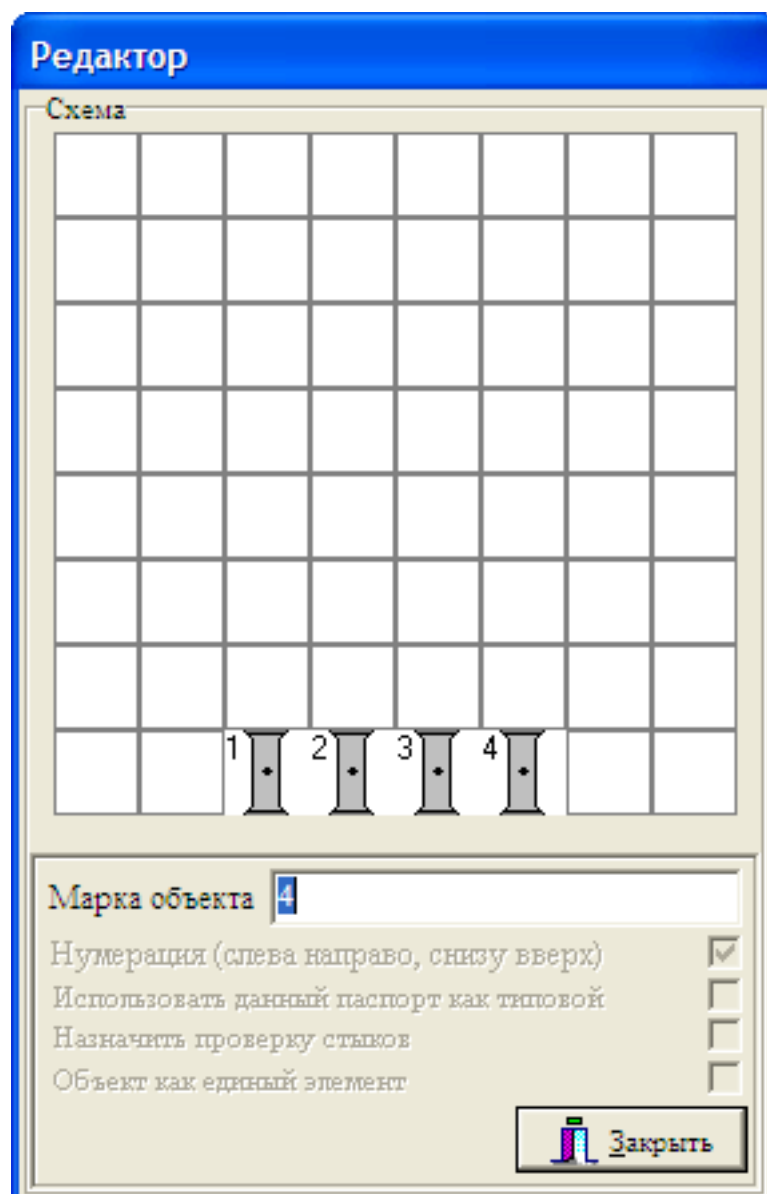 Редактор
Схема
1 2 3 4
Марка объекта 4
Нумерация (слева направо, снизу вверх)
Использовать данный паспорт как типовой
Назначить проверку стыков
Объект как единый элемент
Закрыть